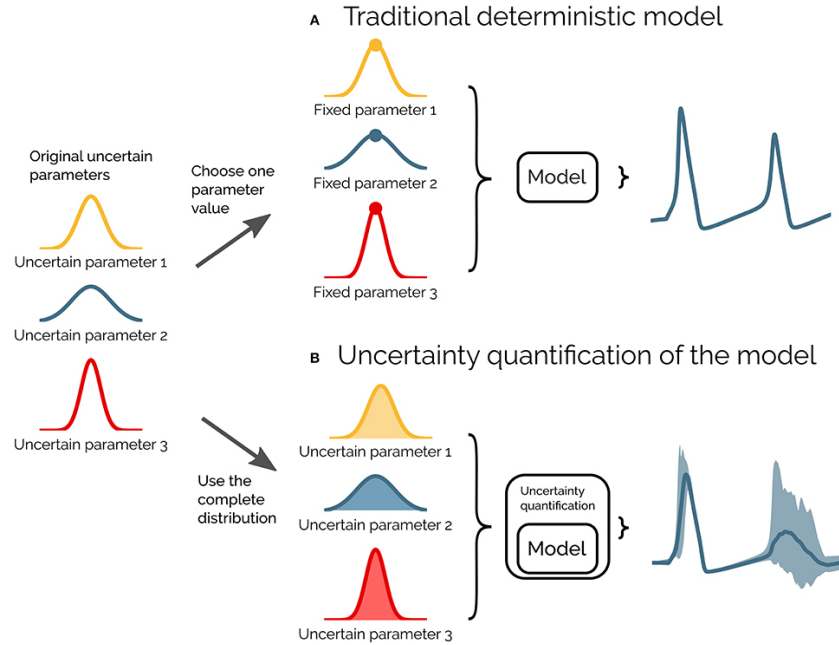 A Traditional deterministic model
Fixed parameter 1
Fixed parameter 2
Fixed parameter 3
Model
Original uncertain
parameters
Uncertain parameter 1
Uncertain parameter 2
Uncertain parameter 3
Choose one
parameter
value
Use the
complete
distribution
B Uncertainty quantification of the model
Uncertain parameter 1
Uncertain parameter 2
Uncertain parameter 3
Uncertainty
quantification
Model